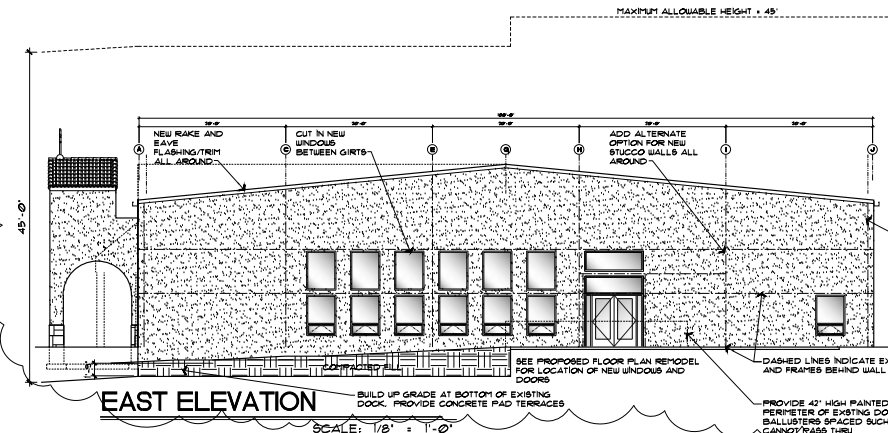 MAXIMUM ALLOWABLE HEIGHT = 45'
NEW RAKE AND
EAVE
FLASHING/TRIM
ALL AROUND
CUT IN NEW
WINDOWS
BETWEEN GIRTS
ADD ALTERNATE
OPTION FOR NEW
STUCCO WALLS ALL
AROUND
A
C
E
G
H
I
J
45'-0"
COMPACTED FILL
SEE PROPOSED FLOOR PLAN REMODEL
FOR LOCATION OF NEW WINDOWS AND
DOORS
DASHED LINES INDICATE EX
AND FRAMES BEHIND WALL
BUILD UP GRADE AT BOTTOM OF EXISTING
DOCK. PROVIDE CONCRETE PAD TERRACES
EAST ELEVATION
SCALE: 1/8" = 1'-0"
PROVIDE 42" HIGH PAINTED
PERIMETER OF EXSTNG DO
BALLUSTERS SPACED SUCH
CANNOT PASS THRU